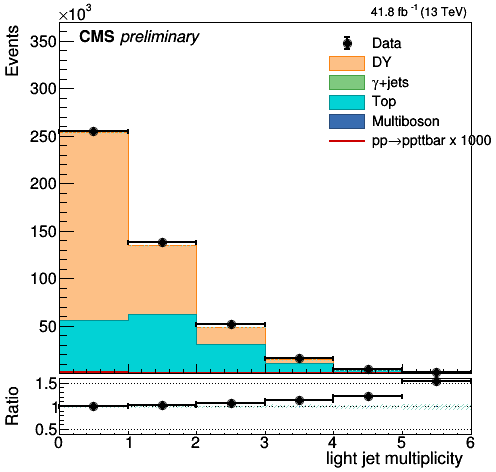 ×10³
41.8 fb⁻¹ (13 TeV)
CMS preliminary
Events
350
300
250
200
150
100
50
Data
DY
γ+jets
Top
Multiboson
pp→ppttbar x 1000
Ratio
1.5
1
0.5
0 1 2 3 4 5 6
light jet multiplicity